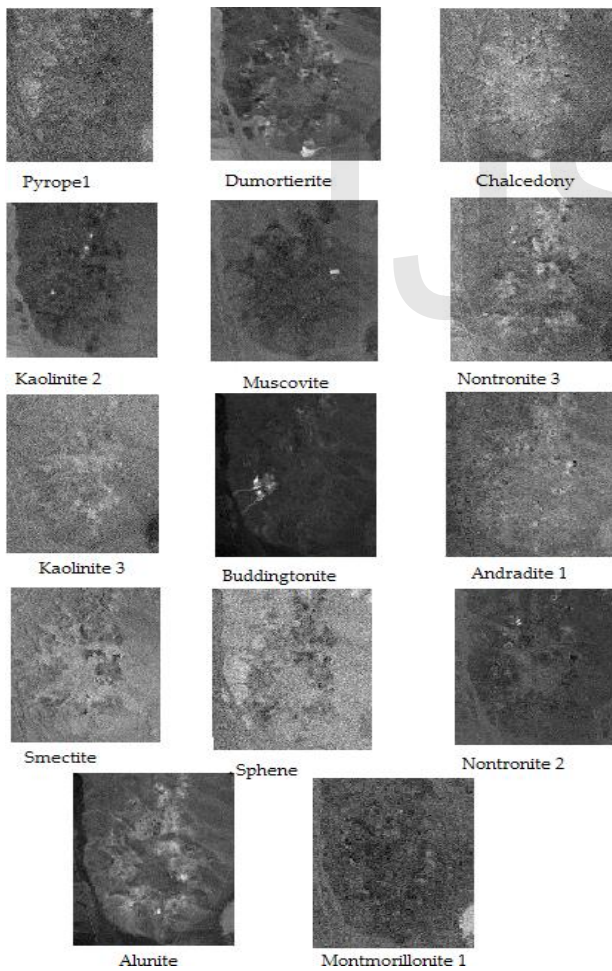 Pyrope1
Dumortierite
Chalcedony
Kaolinite 2
Muscovite
Nontronite 3
Kaolinite 3
Buddingtonite
Andradite 1
Smectite
.Sphene
Nontronite 2
Alunite
Montmorillonite 1